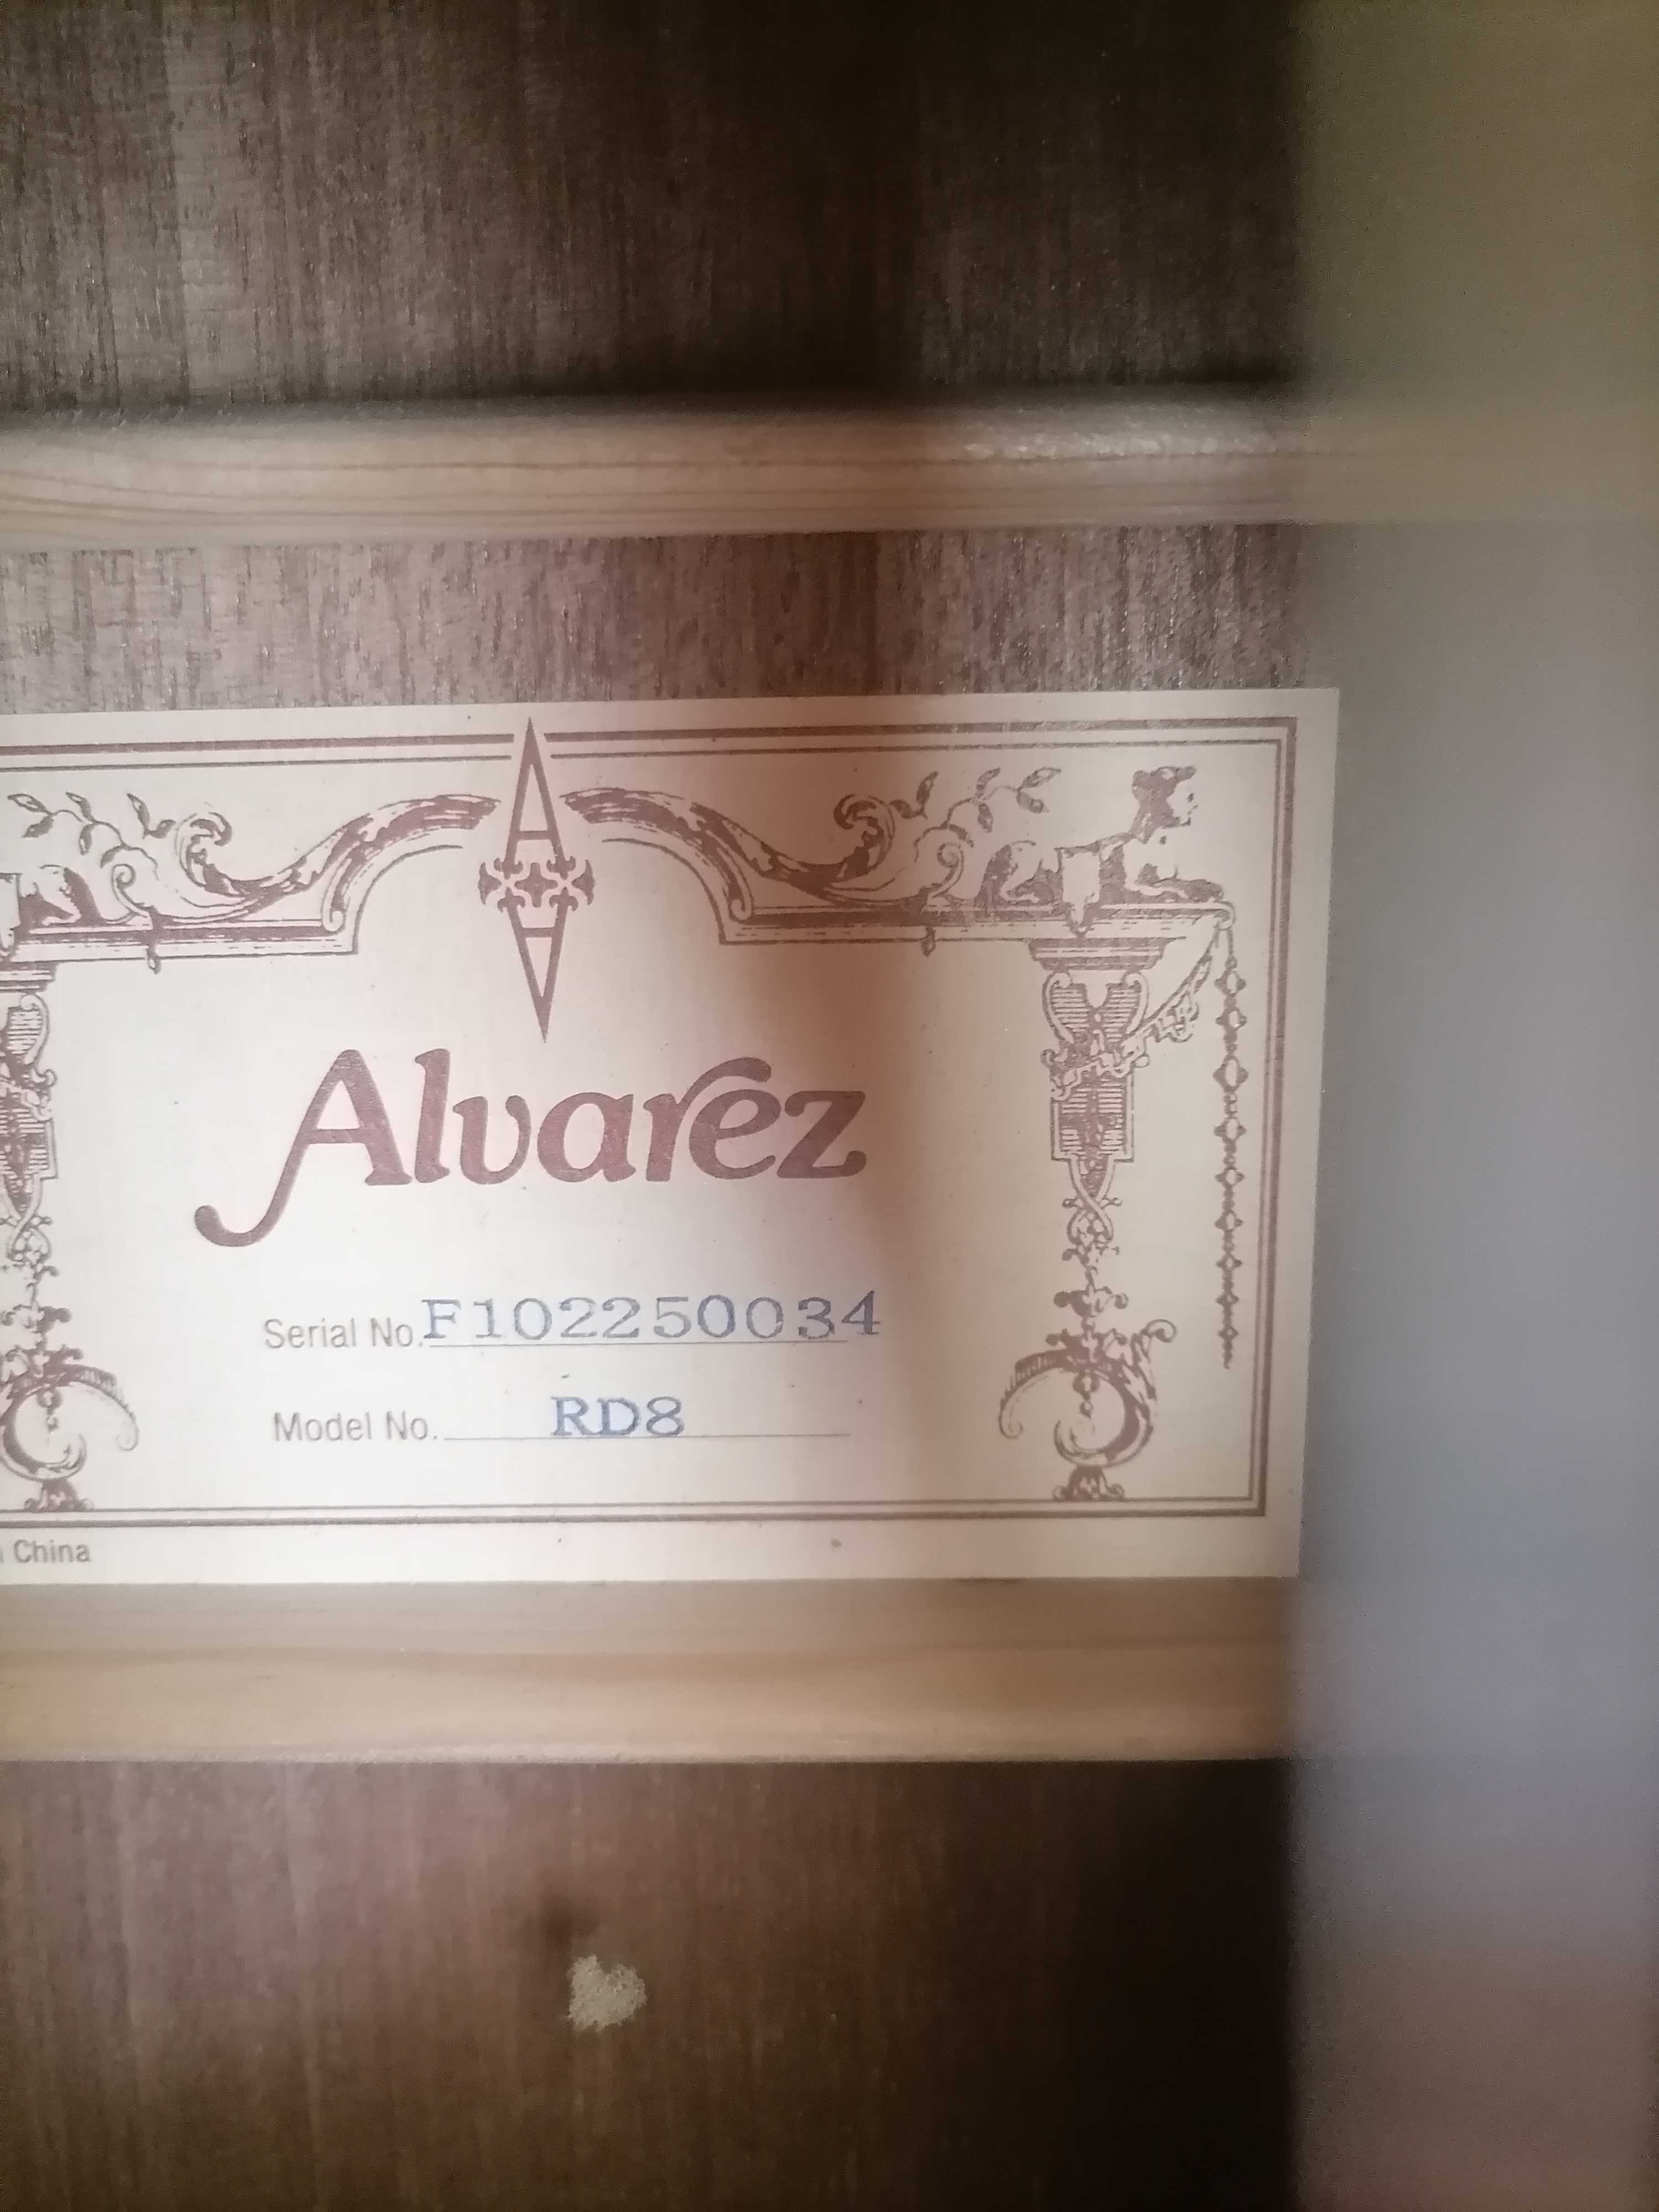 Alvarez
Serial No. F102250034
Model No. RD8
China